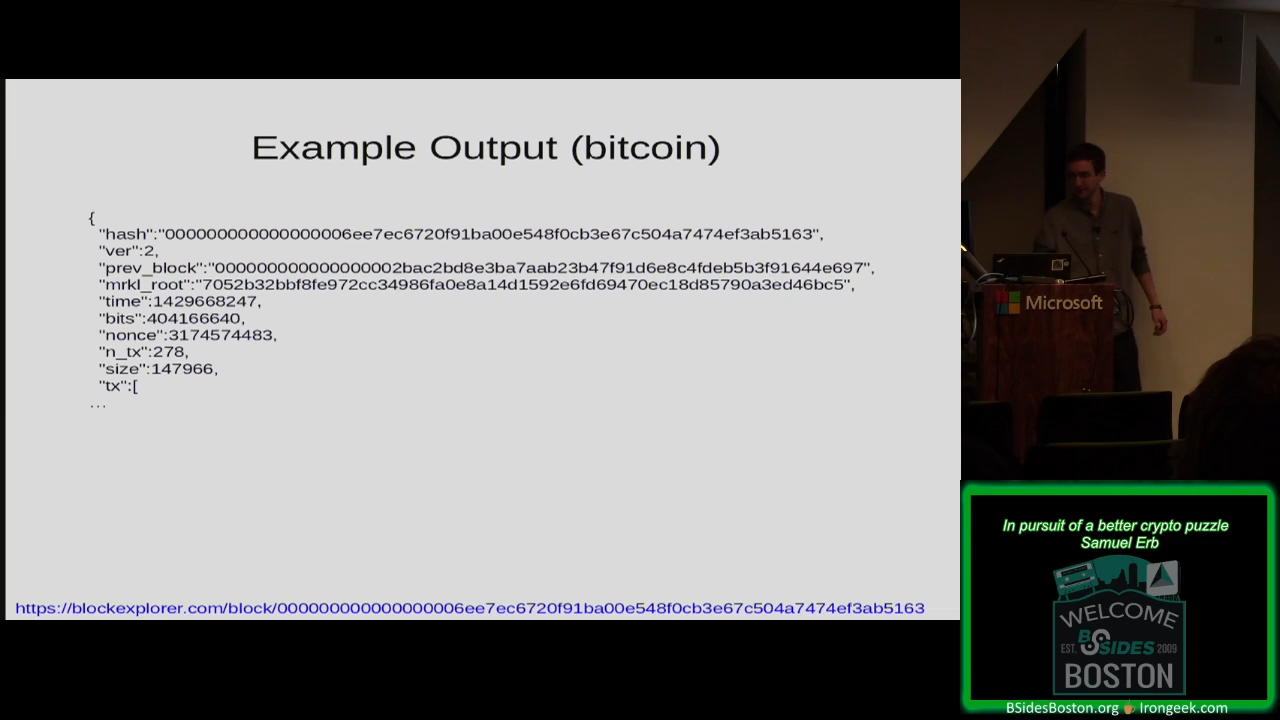 Example Output (bitcoin)
{
"hash":"000000000000000006ee7ec6720f91ba00e548f0cb3e67c504a7474ef3ab5163",
"ver":2,
"prev_block":"00000000000000002bac2bd8e3ba7aab23b47f91d6e8c4fdeb5b3f91644e697",
"mrkl_root":"7052b32bbf8fe972cc34986fa0e8a14d1592e6fd69470ec18d85790a3ed46bc5",
"time":1429668247,
"bits":404166640,
"nonce":3174574483,
"n_tx":278,
"size":147966,
"tx":[
...
https://blockexplorer.com/block/000000000000000006ee7ec6720f91ba00e548f0cb3e67c504a7474ef3ab5163
Microsoft
In pursuit of a better crypto puzzle
Samuel Erb
WELCOME
EST. BSIDES 2009
BOSTON
BSidesBoston.org Irongeek.com